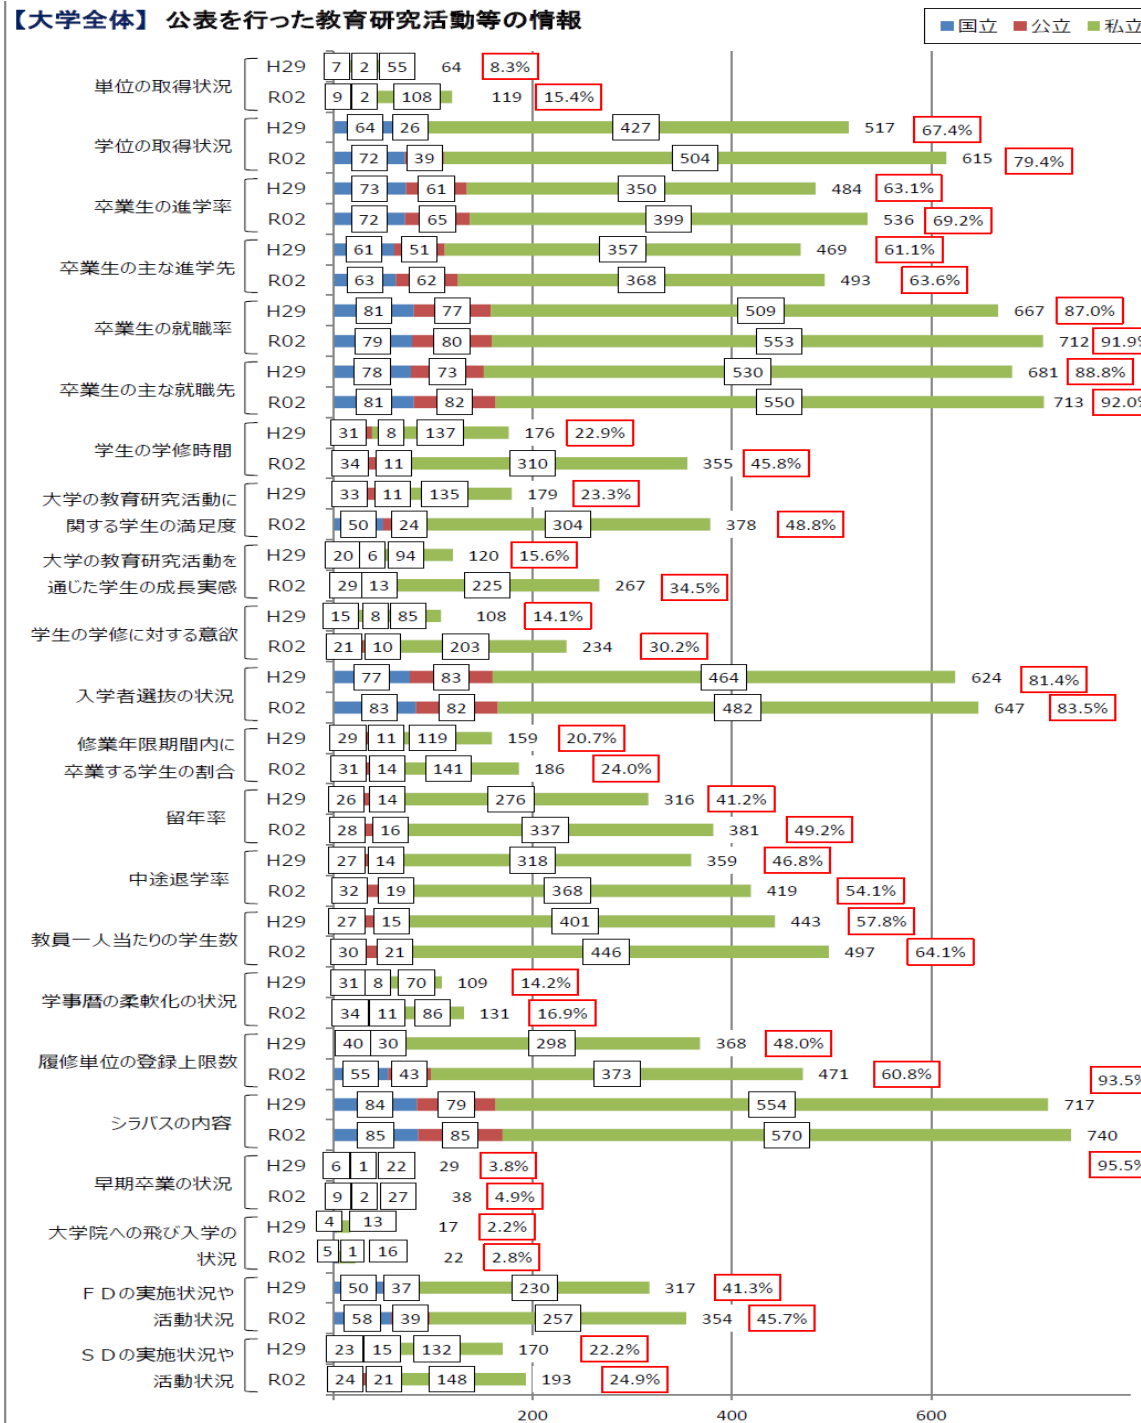 【大学全体】 公表を行った教育研究活動等の情報
国立 公立 私立
単位の取得状況
H29 7 2 55 64 8.3%
R02 9 2 108 119 15.4%
学位の取得状況
H29 64 26 427 517 67.4%
R02 72 39 504 615 79.4%
卒業生の進学率
H29 73 61 350 484 63.1%
R02 72 65 399 536 69.2%
卒業生の主な進学先
H29 61 51 357 469 61.1%
R02 63 62 368 493 63.6%
卒業生の就職率
H29 81 77 509 667 87.0%
R02 79 80 553 712 91.9%
卒業生の主な就職先
H29 78 73 530 681 88.8%
R02 81 82 550 713 92.0%
学生の学修時間
H29 31 8 137 176 22.9%
R02 34 11 310 355 45.8%
大学の教育研究活動に
関する学生の満足度
H29 33 11 135 179 23.3%
R02 50 24 304 378 48.8%
大学の教育研究活動を
通じた学生の成長実感
H29 20 6 94 120 15.6%
R02 29 13 225 267 34.5%
学生の学修に対する意欲
H29 15 8 85 108 14.1%
R02 21 10 203 234 30.2%
入学者選抜の状況
H29 77 83 464 624 81.4%
R02 83 82 482 647 83.5%
修業年限期間内に
卒業する学生の割合
H29 29 11 119 159 20.7%
R02 31 14 141 186 24.0%
留年率
H29 26 14 276 316 41.2%
R02 28 16 337 381 49.2%
中途退学率
H29 27 14 318 359 46.8%
R02 32 19 368 419 54.1%
教員一人当たりの学生数
H29 27 15 401 443 57.8%
R02 30 21 446 497 64.1%
学事暦の柔軟化の状況
H29 31 8 70 109 14.2%
R02 34 11 86 131 16.9%
履修単位の登録上限数
H29 40 30 298 368 48.0%
R02 55 43 373 471 60.8%
シラバスの内容
H29 84 79 554 717 93.5%
R02 85 85 570 740 95.5%
早期卒業の状況
H29 6 1 22 29 3.8%
R02 9 2 27 38 4.9%
大学院への飛び入学の
状況
H29 4 13 17 2.2%
R02 5 1 16 22 2.8%
ＦＤの実施状況や
活動状況
H29 50 37 230 317 41.3%
R02 58 39 257 354 45.7%
ＳＤの実施状況や
活動状況
H29 23 15 132 170 22.2%
R02 24 21 148 193 24.9%
200 400 600